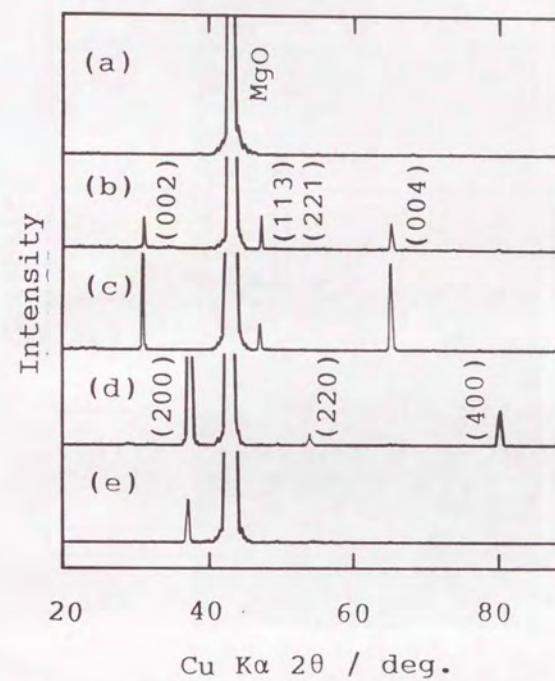 (a)
MgO
(b)
(002)
(113)
(221)
(004)
(c)
(d)
(200)
(220)
(400)
(e)
Intensity
20 40 60 80
Cu Kα 2θ / deg.